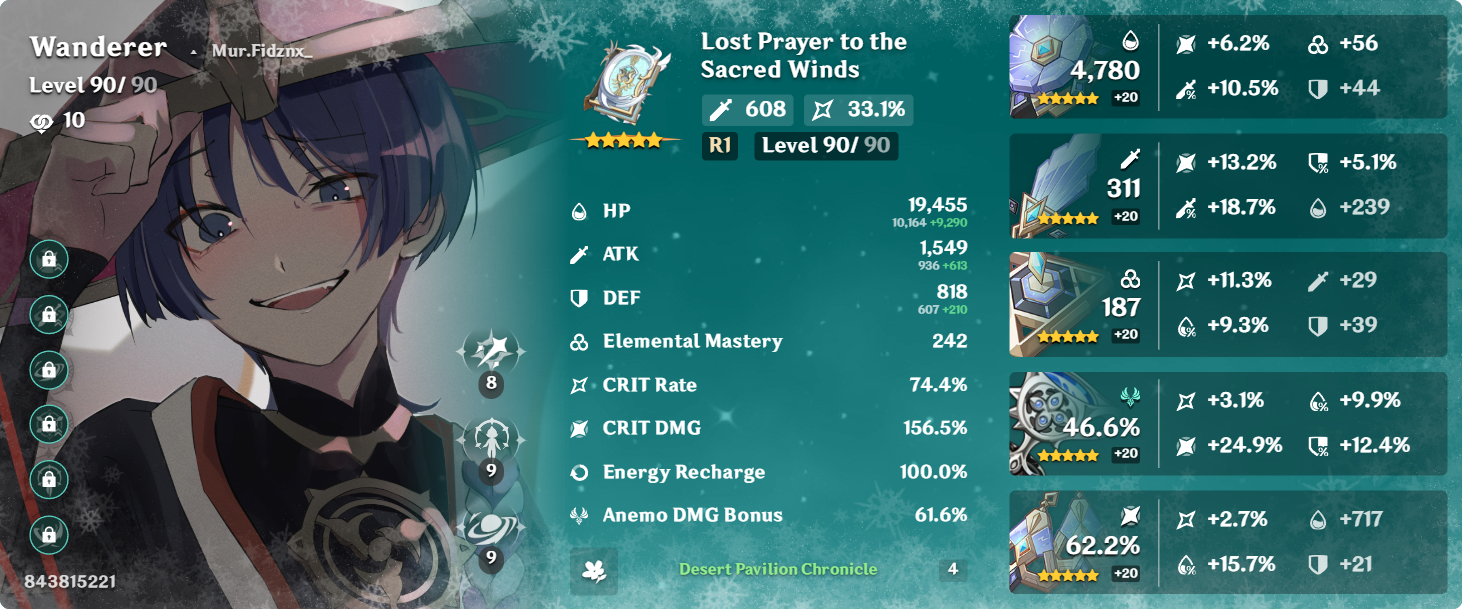 Wanderer
Mur.Fidznx_
Level 90/ 90
10
8
9
9
843815221
Lost Prayer to the
Sacred Winds
608 33.1%
R1 Level 90/ 90
HP 19,455
10,164 +9,290
ATK 1,549
936 +613
DEF 818
607 +210
Elemental Mastery 242
CRIT Rate 74.4%
CRIT DMG 156.5%
Energy Recharge 100.0%
Anemo DMG Bonus 61.6%
Desert Pavilion Chronicle 4
4,780
+20
+6.2% +56
+10.5% +44
311
+20
+13.2% +5.1%
+18.7% +239
187
+20
+11.3% +29
+9.3% +39
46.6%
+20
+3.1% +9.9%
+24.9% +12.4%
62.2%
+20
+2.7% +717
+15.7% +21